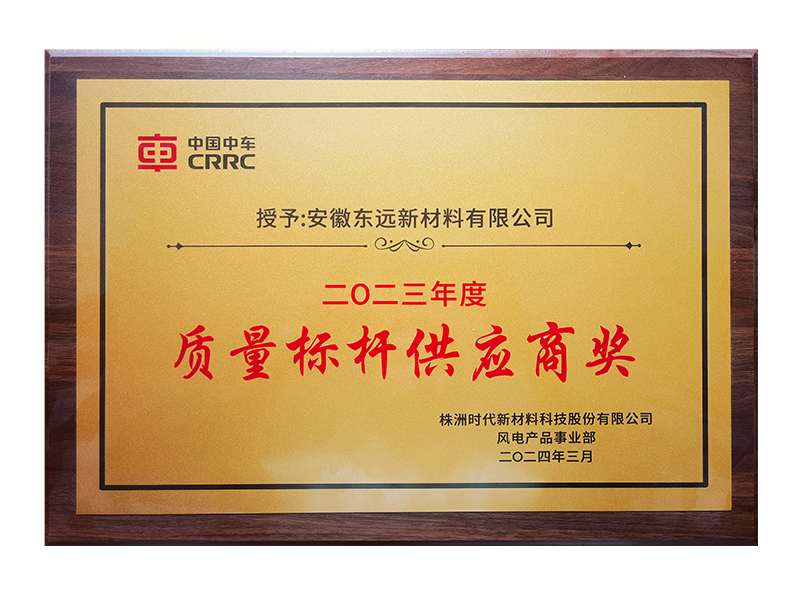 中国中车
CRRC
授予:安徽东远新材料有限公司
二〇二三年度
质量标杆供应商奖
株洲时代新材料科技股份有限公司
风电产品事业部
二〇二四年三月